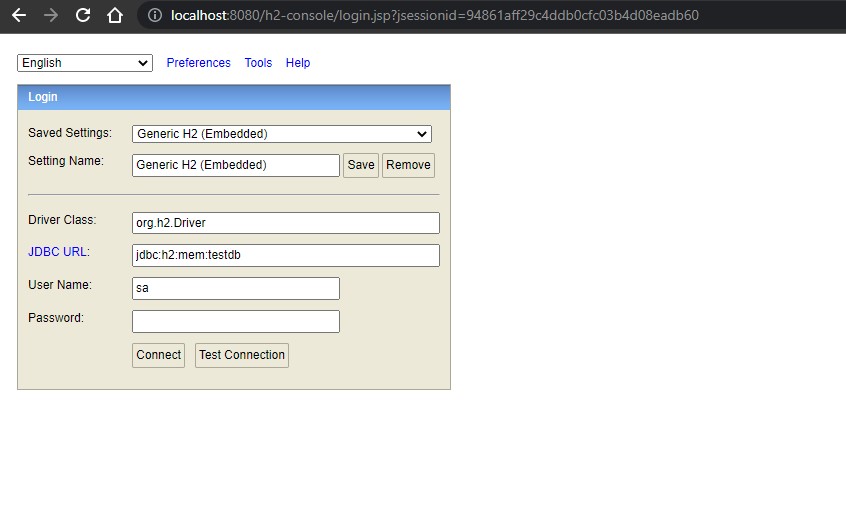 localhost:8080/h2-console/login.jsp?jsessionid=94861aff29c4ddb0cfc03b4d08eadb60
English Preferences Tools Help
Login
Saved Settings: Generic H2 (Embedded)
Setting Name: Generic H2 (Embedded) Save Remove
Driver Class: org.h2.Driver
JDBC URL: jdbc:h2:mem:testdb
User Name: sa
Password:
Connect Test Connection